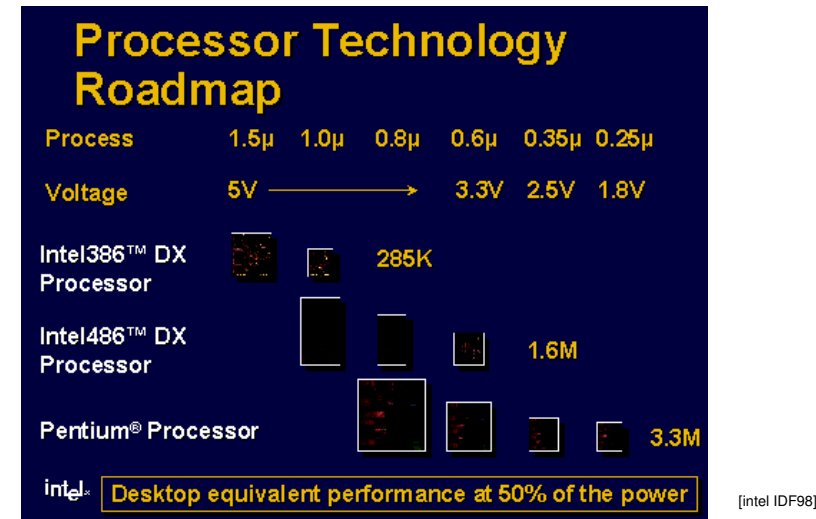 Processor Technology
Roadmap
Process 1.5µ 1.0µ 0.8µ 0.6µ 0.35µ 0.25µ
Voltage 5V 3.3V 2.5V 1.8V
Intel386™ DX
Processor
285K
Intel486™ DX
Processor
1.6M
Pentium® Processor 3.3M
intel® Desktop equivalent performance at 50% of the power
[intel IDF98]